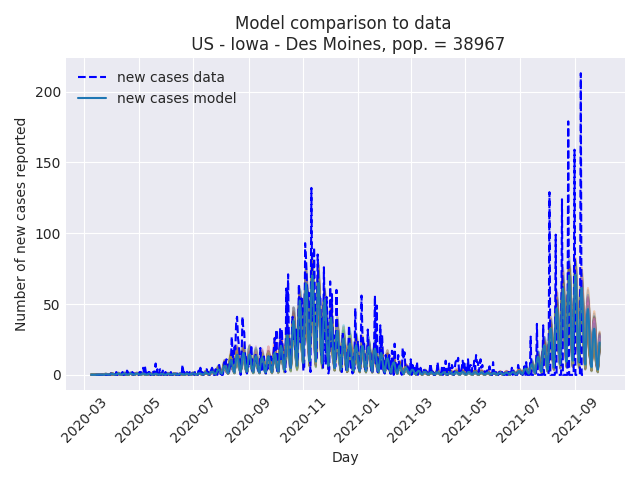 Model comparison to data
US - Iowa - Des Moines, pop. = 38967
new cases data
new cases model
Number of new cases reported
200
150
100
50
0
2020-03
2020-05
2020-07
2020-09
2020-11
2021-01
2021-03
2021-05
2021-07
2021-09
Day